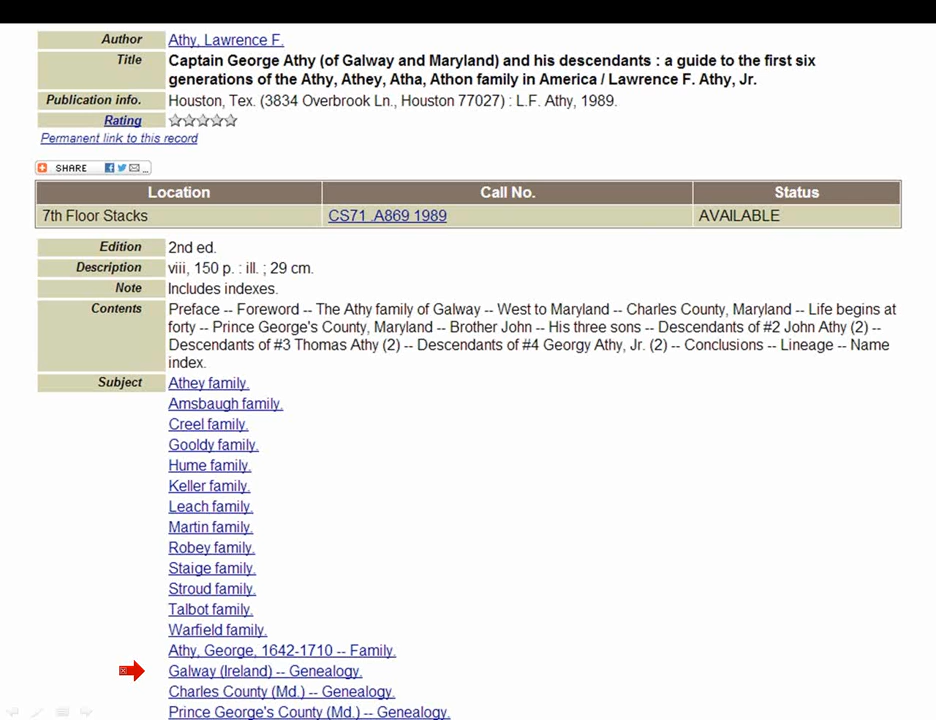 Author Athy, Lawrence F.
Title Captain George Athy (of Galway and Maryland) and his descendants : a guide to the first six
generations of the Athy, Athey, Atha, Athon family in America / Lawrence F. Athy, Jr.
Publication info. Houston, Tex. (3834 Overbrook Ln., Houston 77027) : L.F. Athy, 1989.
Rating
Permanent link to this record
SHARE ...
Location Call No. Status
7th Floor Stacks CS71 .A869 1989 AVAILABLE
Edition 2nd ed.
Description viii, 150 p. : ill. ; 29 cm.
Note Includes indexes.
Contents Preface -- Foreword -- The Athy family of Galway -- West to Maryland -- Charles County, Maryland -- Life begins at
forty -- Prince George's County, Maryland -- Brother John -- His three sons -- Descendants of #2 John Athy (2) --
Descendants of #3 Thomas Athy (2) -- Descendants of #4 Georgy Athy, Jr. (2) -- Conclusions -- Lineage -- Name
index.
Subject Athey family.
Amsbaugh family.
Creel family.
Gooldy family.
Hume family.
Keller family.
Leach family.
Martin family.
Robey family.
Staige family.
Stroud family.
Talbot family.
Warfield family.
Athy, George, 1642-1710 -- Family.
Galway (Ireland) -- Genealogy.
Charles County (Md.) -- Genealogy.
Prince George's County (Md.) -- Genealogy.